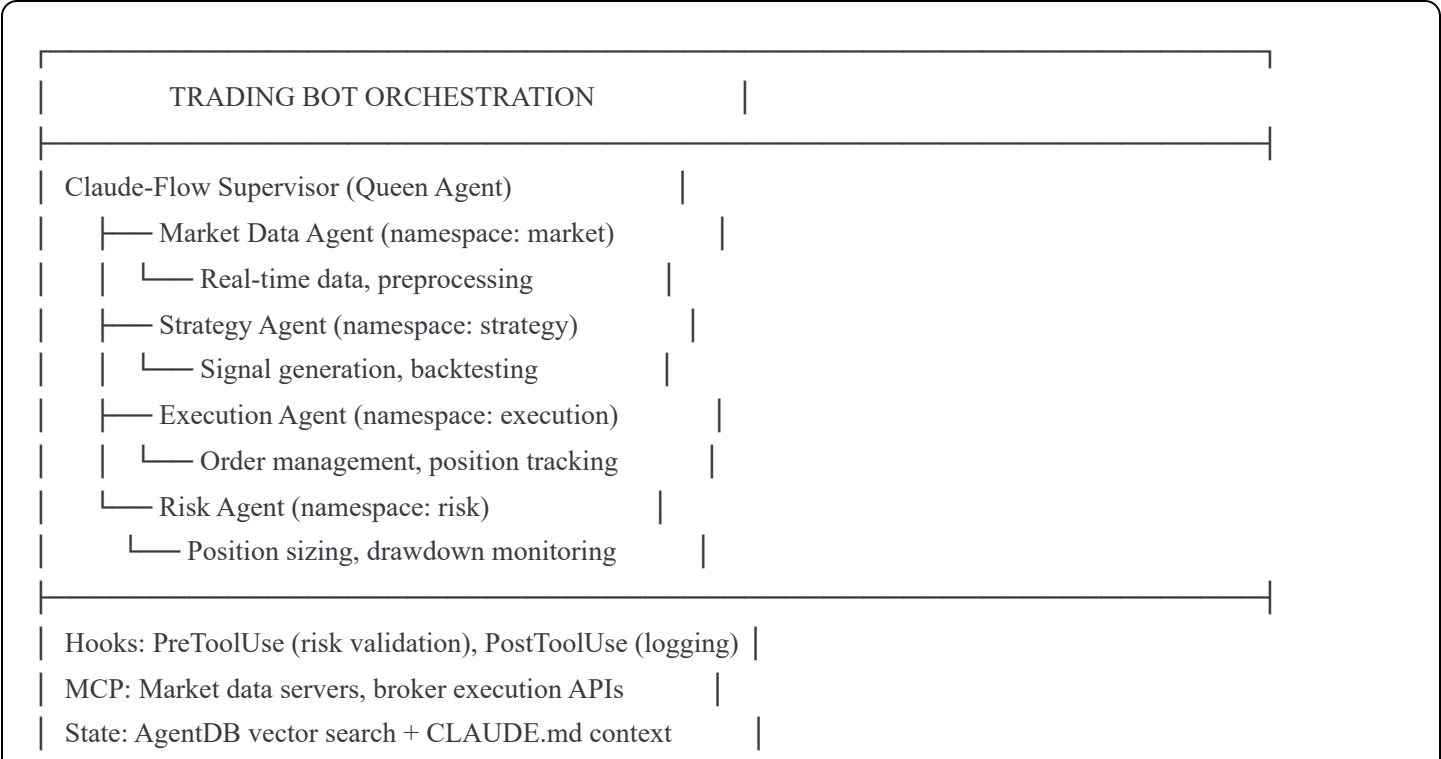 TRADING BOT ORCHESTRATION
Claude-Flow Supervisor (Queen Agent)
├── Market Data Agent (namespace: market)
│ └── Real-time data, preprocessing
├── Strategy Agent (namespace: strategy)
│ └── Signal generation, backtesting
├── Execution Agent (namespace: execution)
│ └── Order management, position tracking
└── Risk Agent (namespace: risk)
└── Position sizing, drawdown monitoring
Hooks: PreToolUse (risk validation), PostToolUse (logging)
MCP: Market data servers, broker execution APIs
State: AgentDB vector search + CLAUDE.md context